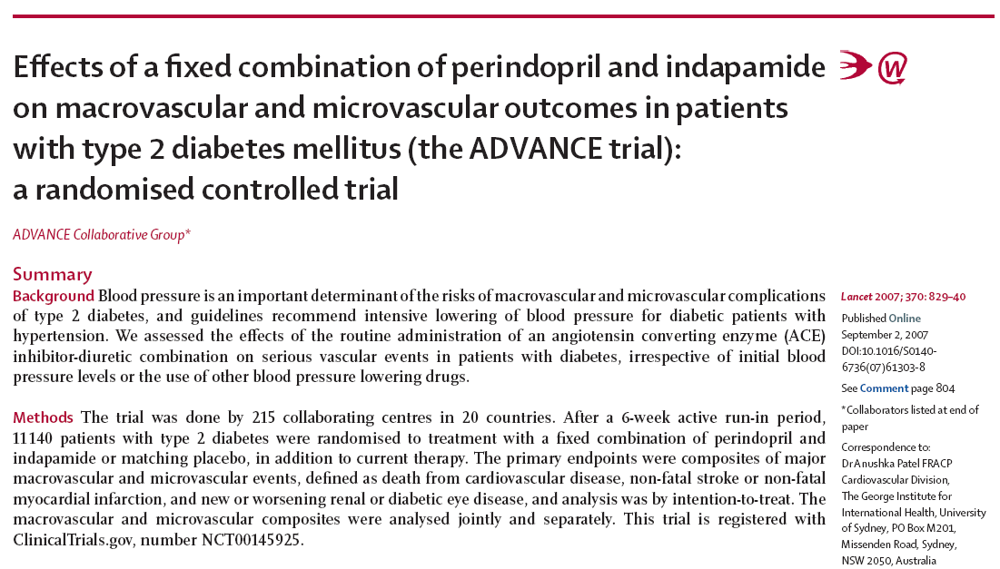 Effects of a fixed combination of perindopril and indapamide
on macrovascular and microvascular outcomes in patients
with type 2 diabetes mellitus (the ADVANCE trial):
a randomised controlled trial
W
ADVANCE Collaborative Group*
Summary
Background Blood pressure is an important determinant of the risks of macrovascular and microvascular complications
of type 2 diabetes, and guidelines recommend intensive lowering of blood pressure for diabetic patients with
hypertension. We assessed the effects of the routine administration of an angiotensin converting enzyme (ACE)
inhibitor-diuretic combination on serious vascular events in patients with diabetes, irrespective of initial blood
pressure levels or the use of other blood pressure lowering drugs.
Methods The trial was done by 215 collaborating centres in 20 countries. After a 6-week active run-in period,
11 140 patients with type 2 diabetes were randomised to treatment with a fixed combination of perindopril and
indapamide or matching placebo, in addition to current therapy. The primary endpoints were composites of major
macrovascular and microvascular events, defined as death from cardiovascular disease, non-fatal stroke or non-fatal
myocardial infarction, and new or worsening renal or diabetic eye disease, and analysis was by intention-to-treat. The
macrovascular and microvascular composites were analysed jointly and separately. This trial is registered with
ClinicalTrials.gov, number NCT00145925.
Lancet 2007; 370: 829–40
Published Online
September 2, 2007
DOI:10.1016/S0140-
6736(07)61303-8
See Comment page 804
*Collaborators listed at end of
paper
Correspondence to:
Dr Anushka Patel FRACP
Cardiovascular Division,
The George Institute for
International Health, University
of Sydney, PO Box M201,
Missenden Road, Sydney,
NSW 2050, Australia